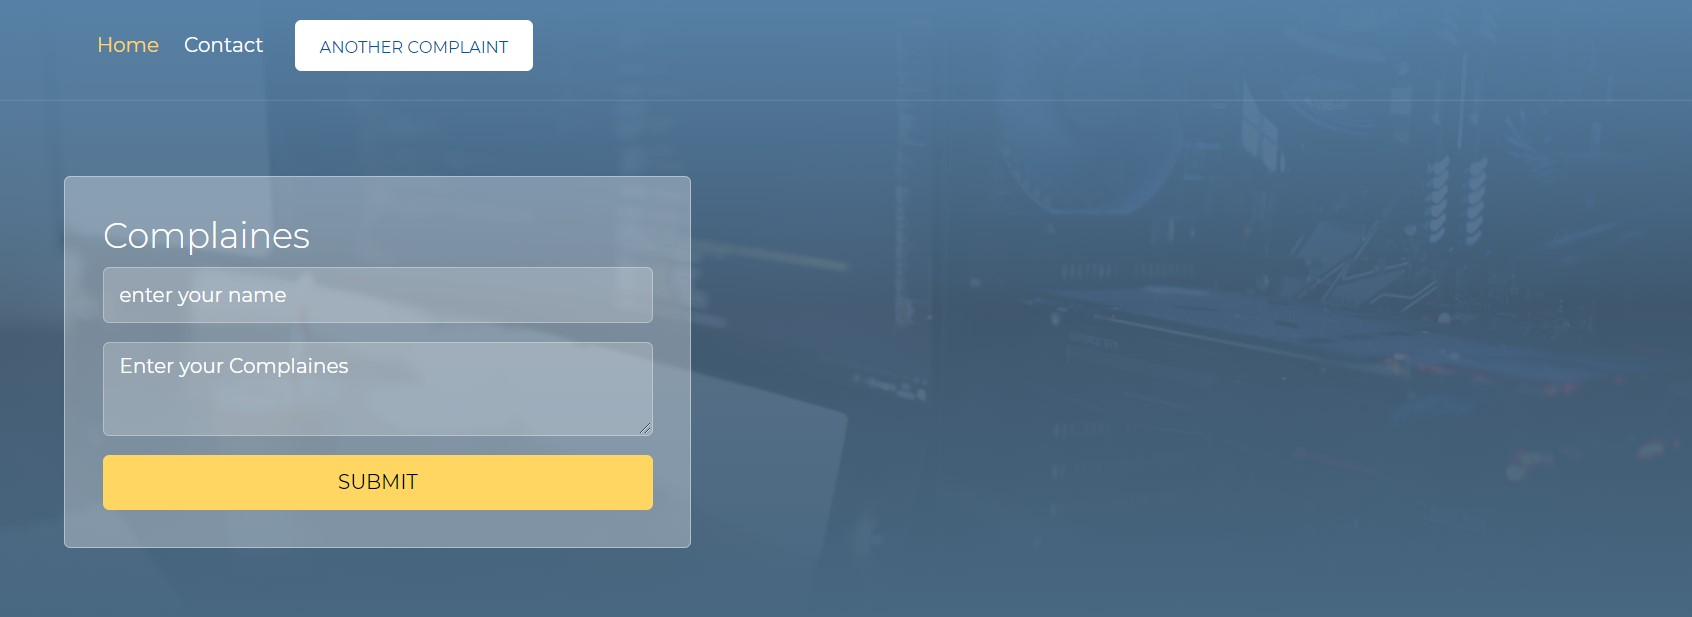 Home Contact ANOTHER COMPLAINT
Complaines
enter your name
Enter your Complaines
SUBMIT